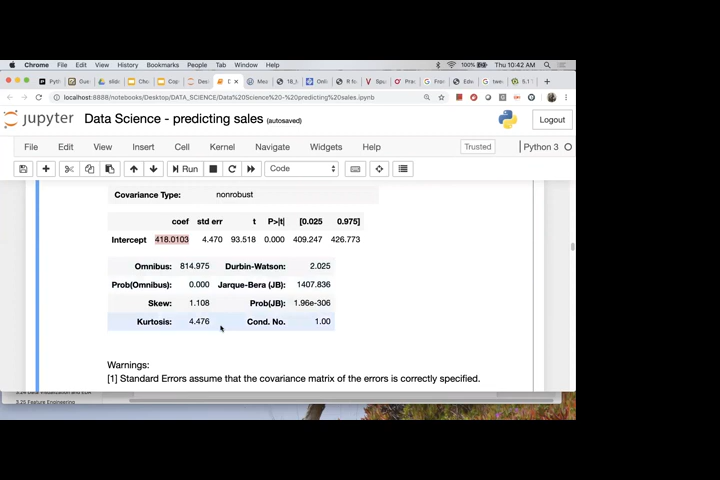 Chrome File Edit View History Bookmarks People Tab Window Help 100% Thu 10:42 AM
localhost:8888/notebooks/Desktop/DATA_SCIENCE/Data%20Science%20-%20predicting%20sales.ipynb
jupyter Data Science - predicting sales (autosaved) Logout
File Edit View Insert Cell Kernel Navigate Widgets Help Trusted Python 3
Run Code
Covariance Type: nonrobust
coef std err t P>|t| [0.025 0.975]
Intercept 418.0103 4.470 93.518 0.000 409.247 426.773
Omnibus: 814.975 Durbin-Watson: 2.025
Prob(Omnibus): 0.000 Jarque-Bera (JB): 1407.836
Skew: 1.108 Prob(JB): 1.96e-306
Kurtosis: 4.476 Cond. No. 1.00
Warnings:
[1] Standard Errors assume that the covariance matrix of the errors is correctly specified.
3.25 Feature Engineering